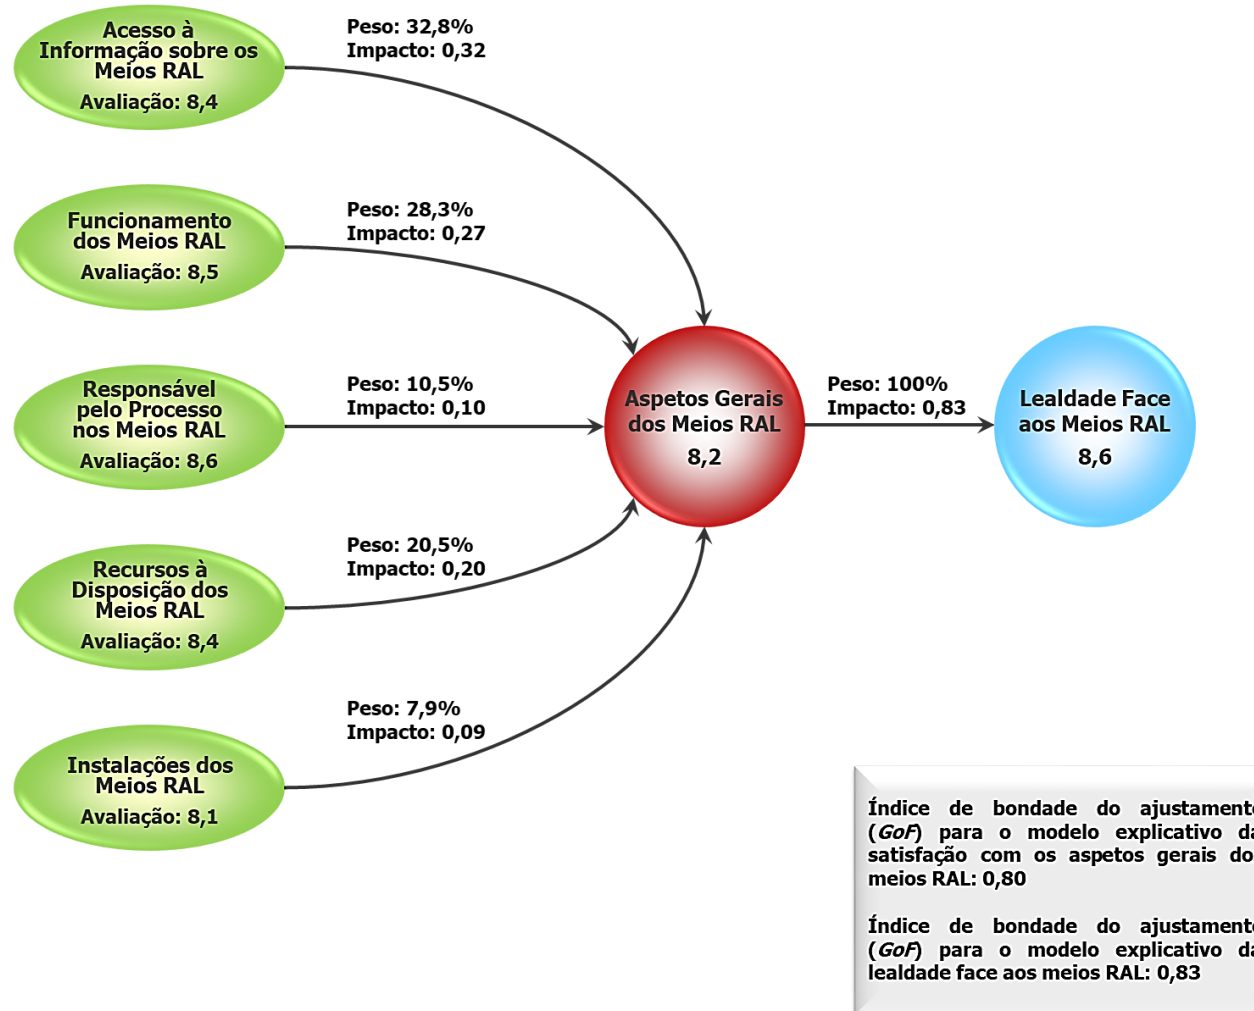 Acesso à
Informação sobre os
Meios RAL
Avaliação: 8,4
Peso: 32,8%
Impacto: 0,32
Funcionamento
dos Meios RAL
Avaliação: 8,5
Peso: 28,3%
Impacto: 0,27
Responsável
pelo Processo
nos Meios RAL
Avaliação: 8,6
Peso: 10,5%
Impacto: 0,10
Aspetos Gerais
dos Meios RAL
8,2
Peso: 100%
Impacto: 0,83
Lealdade Face
aos Meios RAL
8,6
Recursos à
Disposição dos
Meios RAL
Avaliação: 8,4
Peso: 20,5%
Impacto: 0,20
Instalações dos
Meios RAL
Avaliação: 8,1
Peso: 7,9%
Impacto: 0,09
Índice de bondade do ajustamento
(GoF) para o modelo explicativo da
satisfação com os aspetos gerais do
meios RAL: 0,80
Índice de bondade do ajustamento
(GoF) para o modelo explicativo da
lealdade face aos meios RAL: 0,83